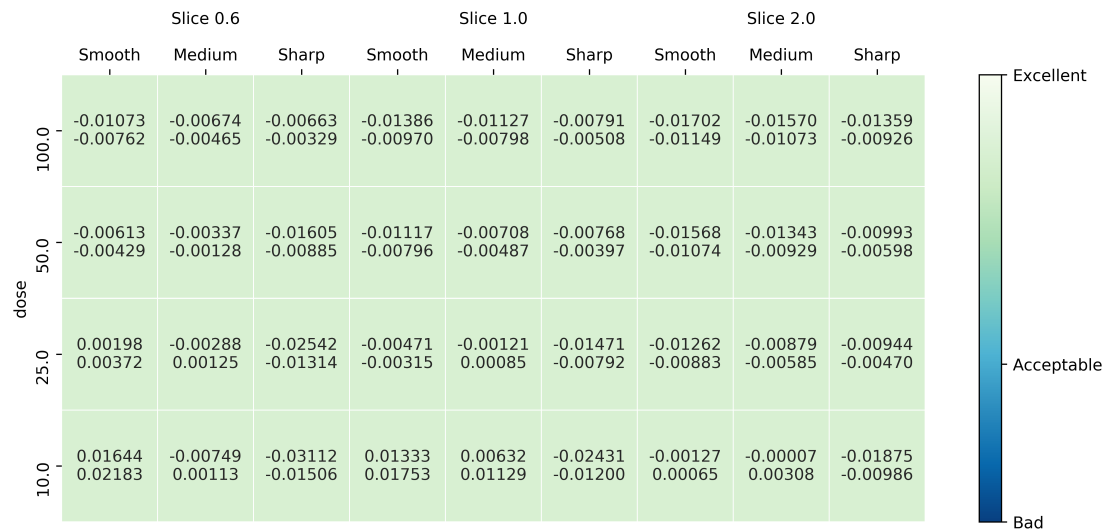 Slice 0.6 Slice 1.0 Slice 2.0
Smooth Medium Sharp Smooth Medium Sharp Smooth Medium Sharp
Excellent
-0.01073 -0.00674 -0.00663 -0.01386 -0.01127 -0.00791 -0.01702 -0.01570 -0.01359
100.0
-0.00762 -0.00465 -0.00329 -0.00970 -0.00798 -0.00508 -0.01149 -0.01073 -0.00926
-0.00613 -0.00337 -0.01605 -0.01117 -0.00708 -0.00768 -0.01568 -0.01343 -0.00993
50.0
-0.00429 -0.00128 -0.00885 -0.00796 -0.00487 -0.00397 -0.01074 -0.00929 -0.00598
dose
0.00198 -0.00288 -0.02542 -0.00471 -0.00121 -0.01471 -0.01262 -0.00879 -0.00944
25.0
0.00372 0.00125 -0.01314 -0.00315 0.00085 -0.00792 -0.00883 -0.00585 -0.00470
Acceptable
0.01644 -0.00749 -0.03112 0.01333 0.00632 -0.02431 -0.00127 -0.00007 -0.01875
10.0
0.02183 0.00113 -0.01506 0.01753 0.01129 -0.01200 0.00065 0.00308 -0.00986
Bad